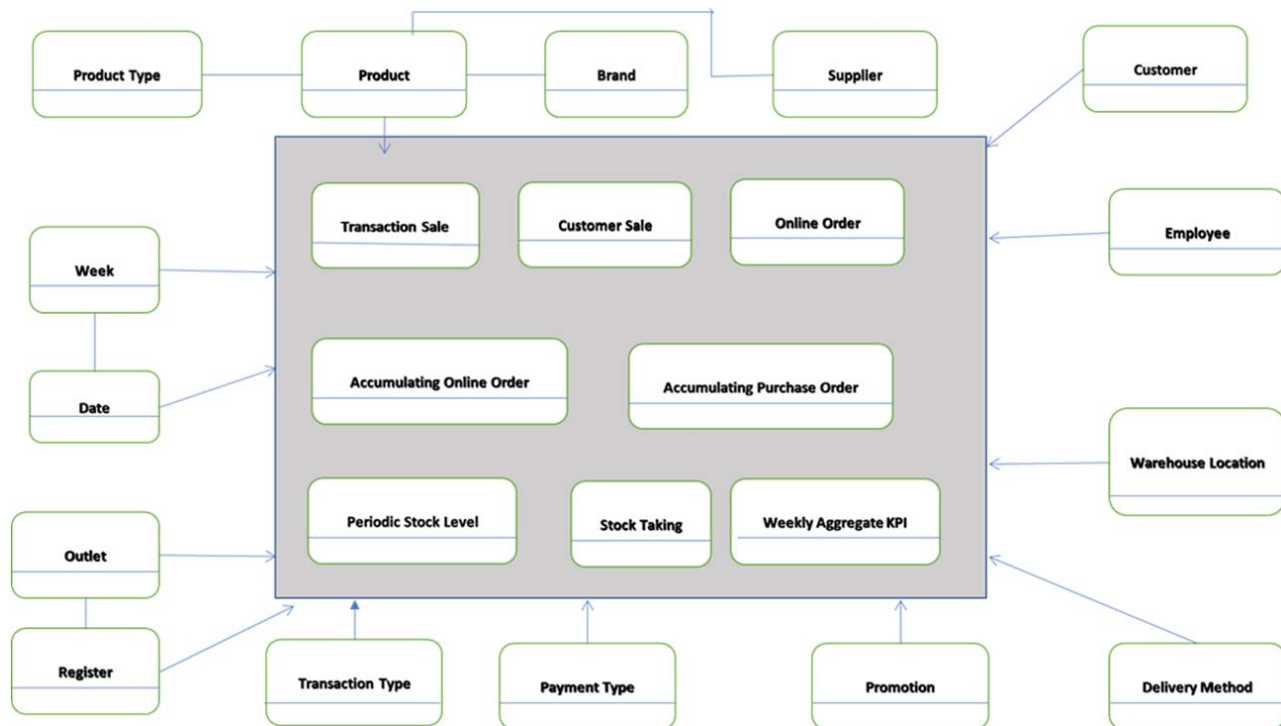 Product Type
Product
Brand
Supplier
Customer
Transaction Sale
Customer Sale
Online Order
Employee
Week
Accumulating Online Order
Accumulating Purchase Order
Date
Warehouse Location
Periodic Stock Level
Stock Taking
Weekly Aggregate KPI
Outlet
Register
Transaction Type
Payment Type
Promotion
Delivery Method